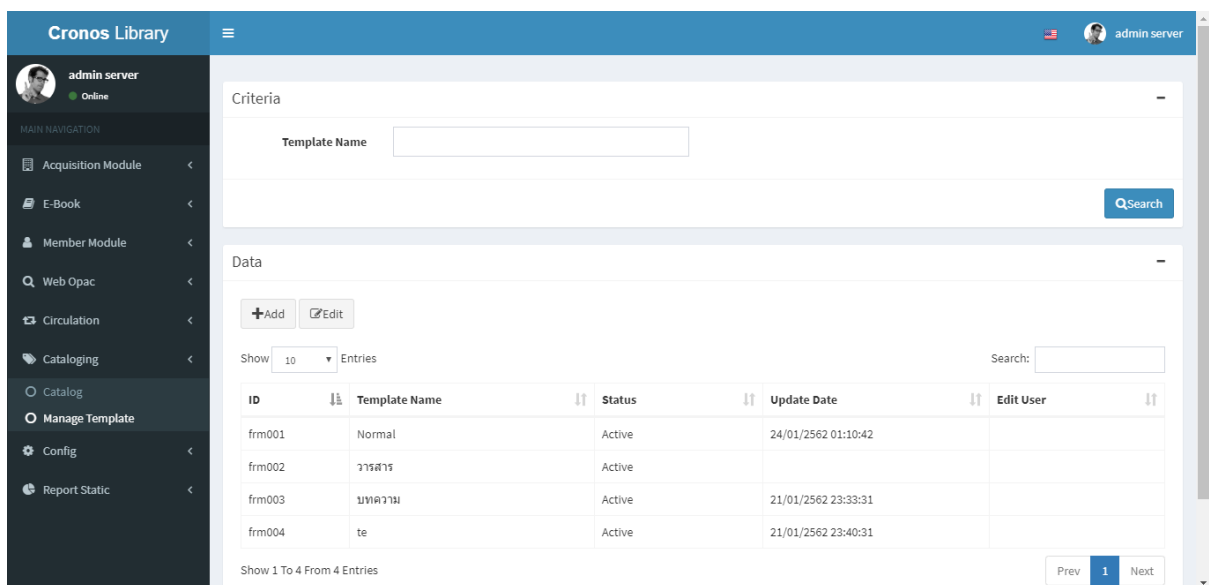 Cronos Library
admin server
admin server
Online
MAIN NAVIGATION
Acquisition Module
E-Book
Member Module
Web Opac
Circulation
Cataloging
Catalog
Manage Template
Config
Report Static
Criteria
Template Name
Search
Data
Add Edit
Show 10 Entries Search:
ID Template Name Status Update Date Edit User
frm001 Normal Active 24/01/2562 01:10:42
frm002 วารสาร Active
frm003 บทความ Active 21/01/2562 23:33:31
frm004 te Active 21/01/2562 23:40:31
Show 1 To 4 From 4 Entries Prev 1 Next